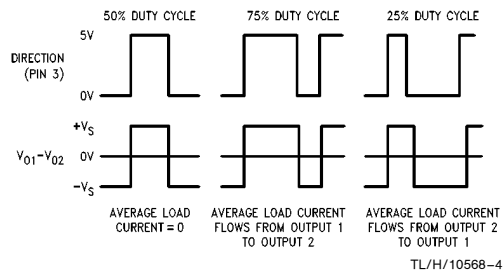 50% DUTY CYCLE
75% DUTY CYCLE
25% DUTY CYCLE
5V
DIRECTION
(PIN 3)
0V
+VS
V01-V02
0V
-VS
AVERAGE LOAD
CURRENT = 0
AVERAGE LOAD CURRENT
FLOWS FROM OUTPUT 1
TO OUTPUT 2
AVERAGE LOAD CURRENT
FLOWS FROM OUTPUT 2
TO OUTPUT 1
TL/H/10568-4